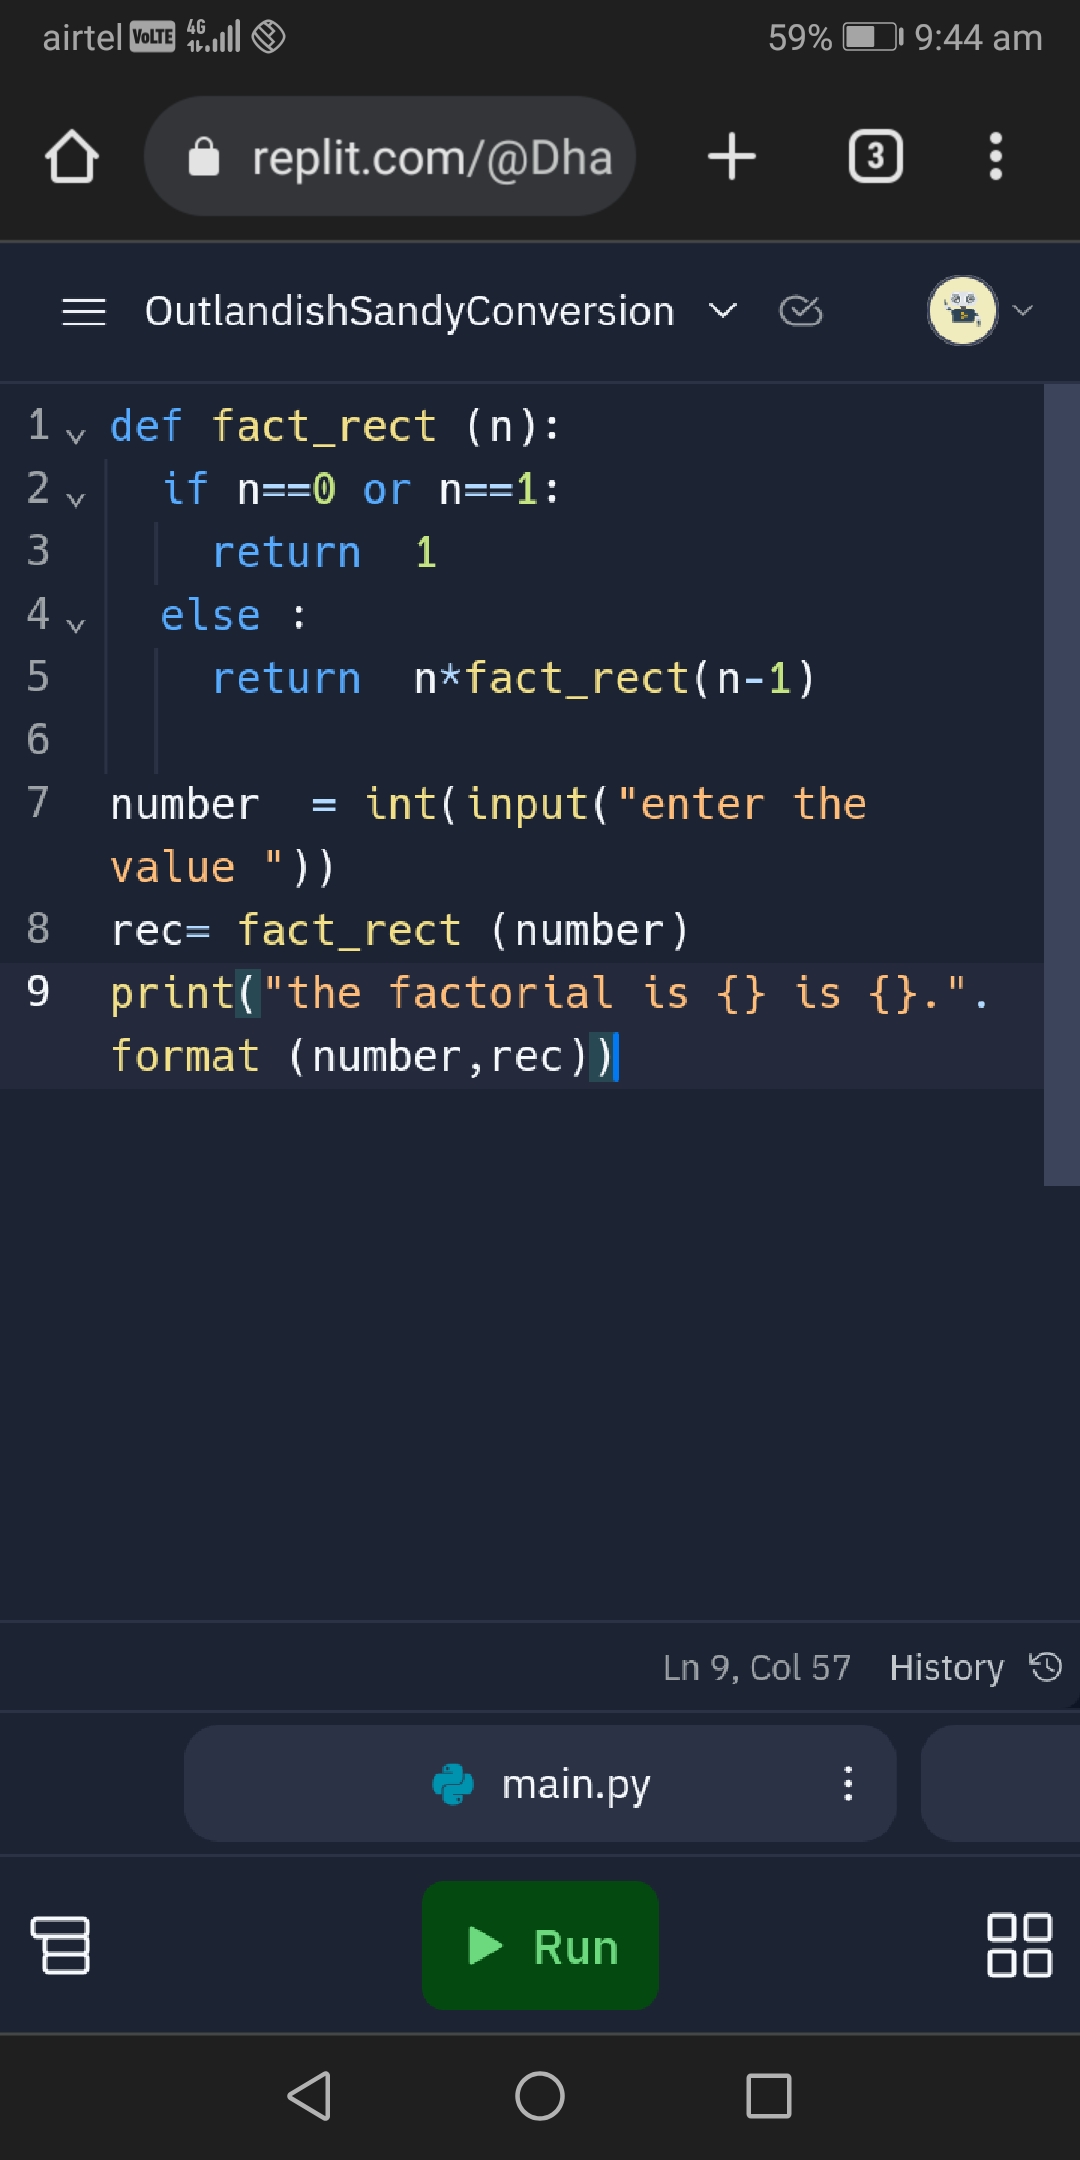 airtel VoLTE 4G 59% 9:44 am
replit.com/@Dha 3
OutlandishSandyConversion
1 def fact_rect (n):
2 if n==0 or n==1:
3 return  1
4 else :
5 return  n*fact_rect(n-1)
6
7 number  = int(input("enter the
value "))
8 rec= fact_rect (number)
9 print("the factorial is {} is {}.".
format (number,rec))
Ln 9, Col 57 History
main.py
Run